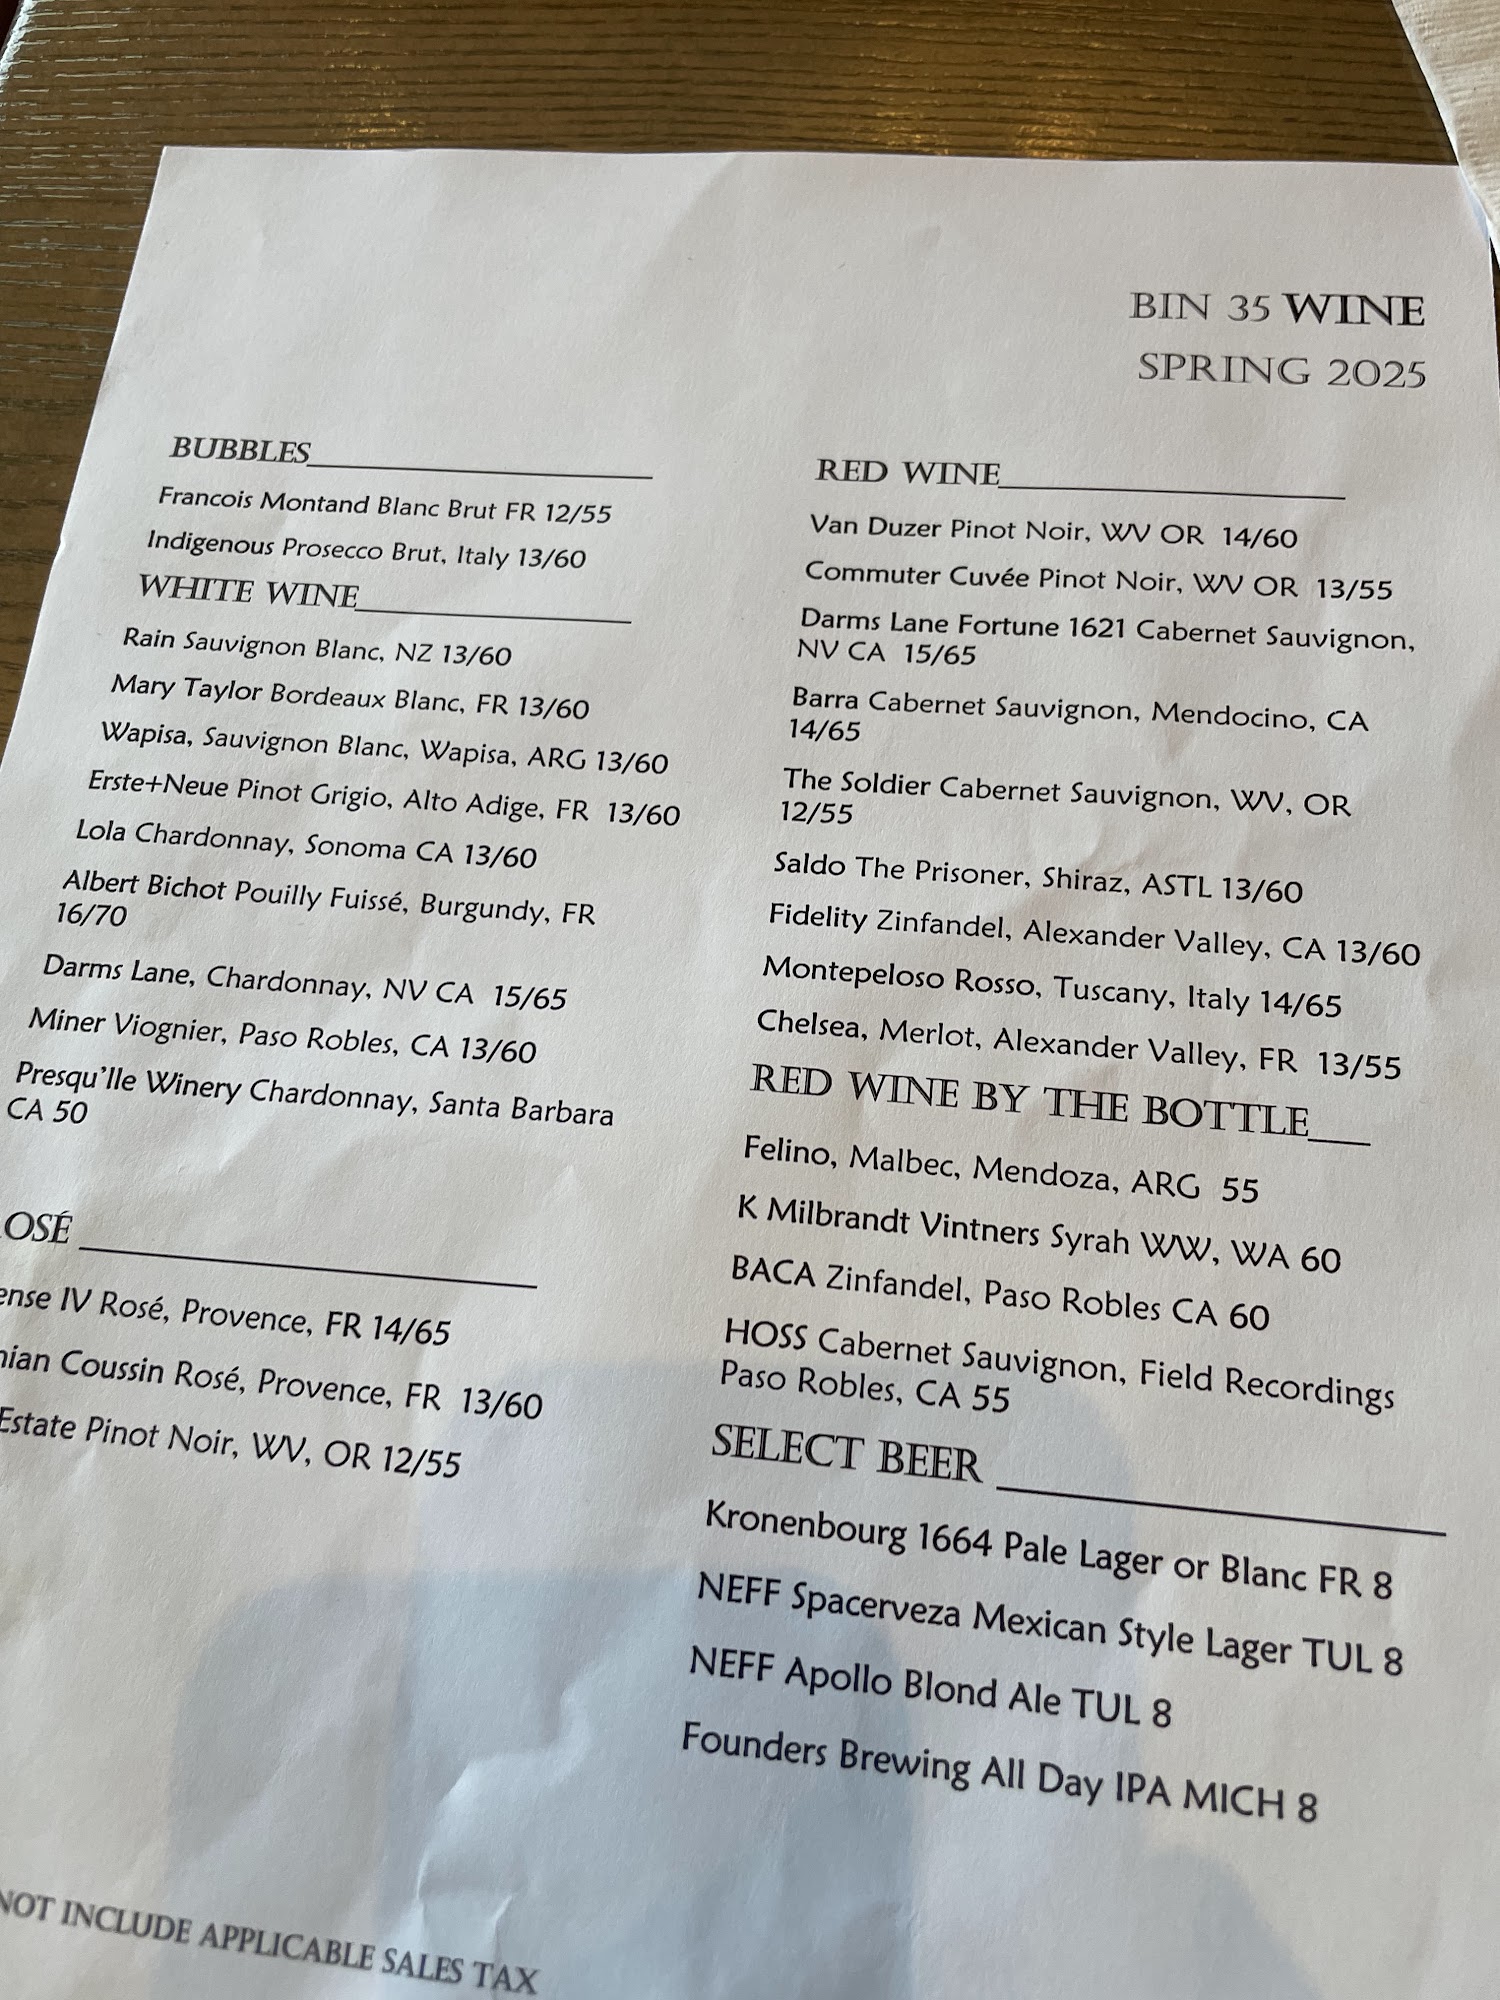 BIN 35 WINE
SPRING 2025
BUBBLES
Francois Montand Blanc Brut FR 12/55
Indigenous Prosecco Brut, Italy 13/60
WHITE WINE
Rain Sauvignon Blanc, NZ 13/60
Mary Taylor Bordeaux Blanc, FR 13/60
Wapisa, Sauvignon Blanc, Wapisa, ARG 13/60
Erste+Neue Pinot Grigio, Alto Adige, FR 13/60
Lola Chardonnay, Sonoma CA 13/60
Albert Bichot Pouilly Fuissé, Burgundy, FR
16/70
Darms Lane, Chardonnay, NV CA 15/65
Miner Viognier, Paso Robles, CA 13/60
Presqu'lle Winery Chardonnay, Santa Barbara
CA 50
OSÉ
IV Rosé, Provence, FR 14/65
Coussin Rosé, Provence, FR 13/60
Estate Pinot Noir, WV, OR 12/55
NOT INCLUDE APPLICABLE SALES TAX
RED WINE
Van Duzer Pinot Noir, WV OR 14/60
Commuter Cuvée Pinot Noir, WV OR 13/55
Darms Lane Fortune 1621 Cabernet Sauvignon,
NV CA 15/65
Barra Cabernet Sauvignon, Mendocino, CA
14/65
The Soldier Cabernet Sauvignon, WV, OR
12/55
Saldo The Prisoner, Shiraz, ASTL 13/60
Fidelity Zinfandel, Alexander Valley, CA 13/60
Montepeloso Rosso, Tuscany, Italy 14/65
Chelsea, Merlot, Alexander Valley, FR 13/55
RED WINE BY THE BOTTLE
Felino, Malbec, Mendoza, ARG 55
K Milbrandt Vintners Syrah WW, WA 60
BACA Zinfandel, Paso Robles CA 60
HOSS Cabernet Sauvignon, Field Recordings
Paso Robles, CA 55
SELECT BEER
Kronenbourg 1664 Pale Lager or Blanc FR 8
NEFF Spacerveza Mexican Style Lager TUL 8
NEFF Apollo Blond Ale TUL 8
Founders Brewing All Day IPA MICH 8